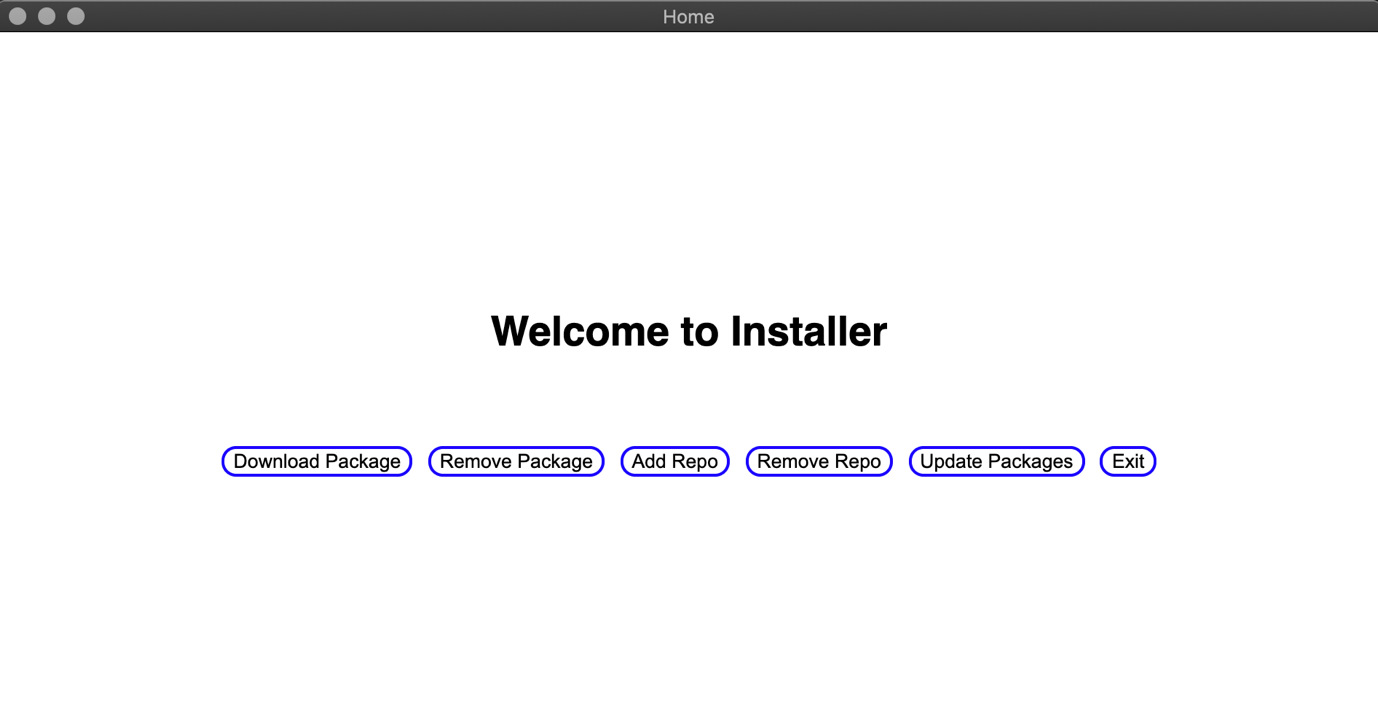 Home
Welcome to Installer
Download Package Remove Package Add Repo Remove Repo Update Packages Exit